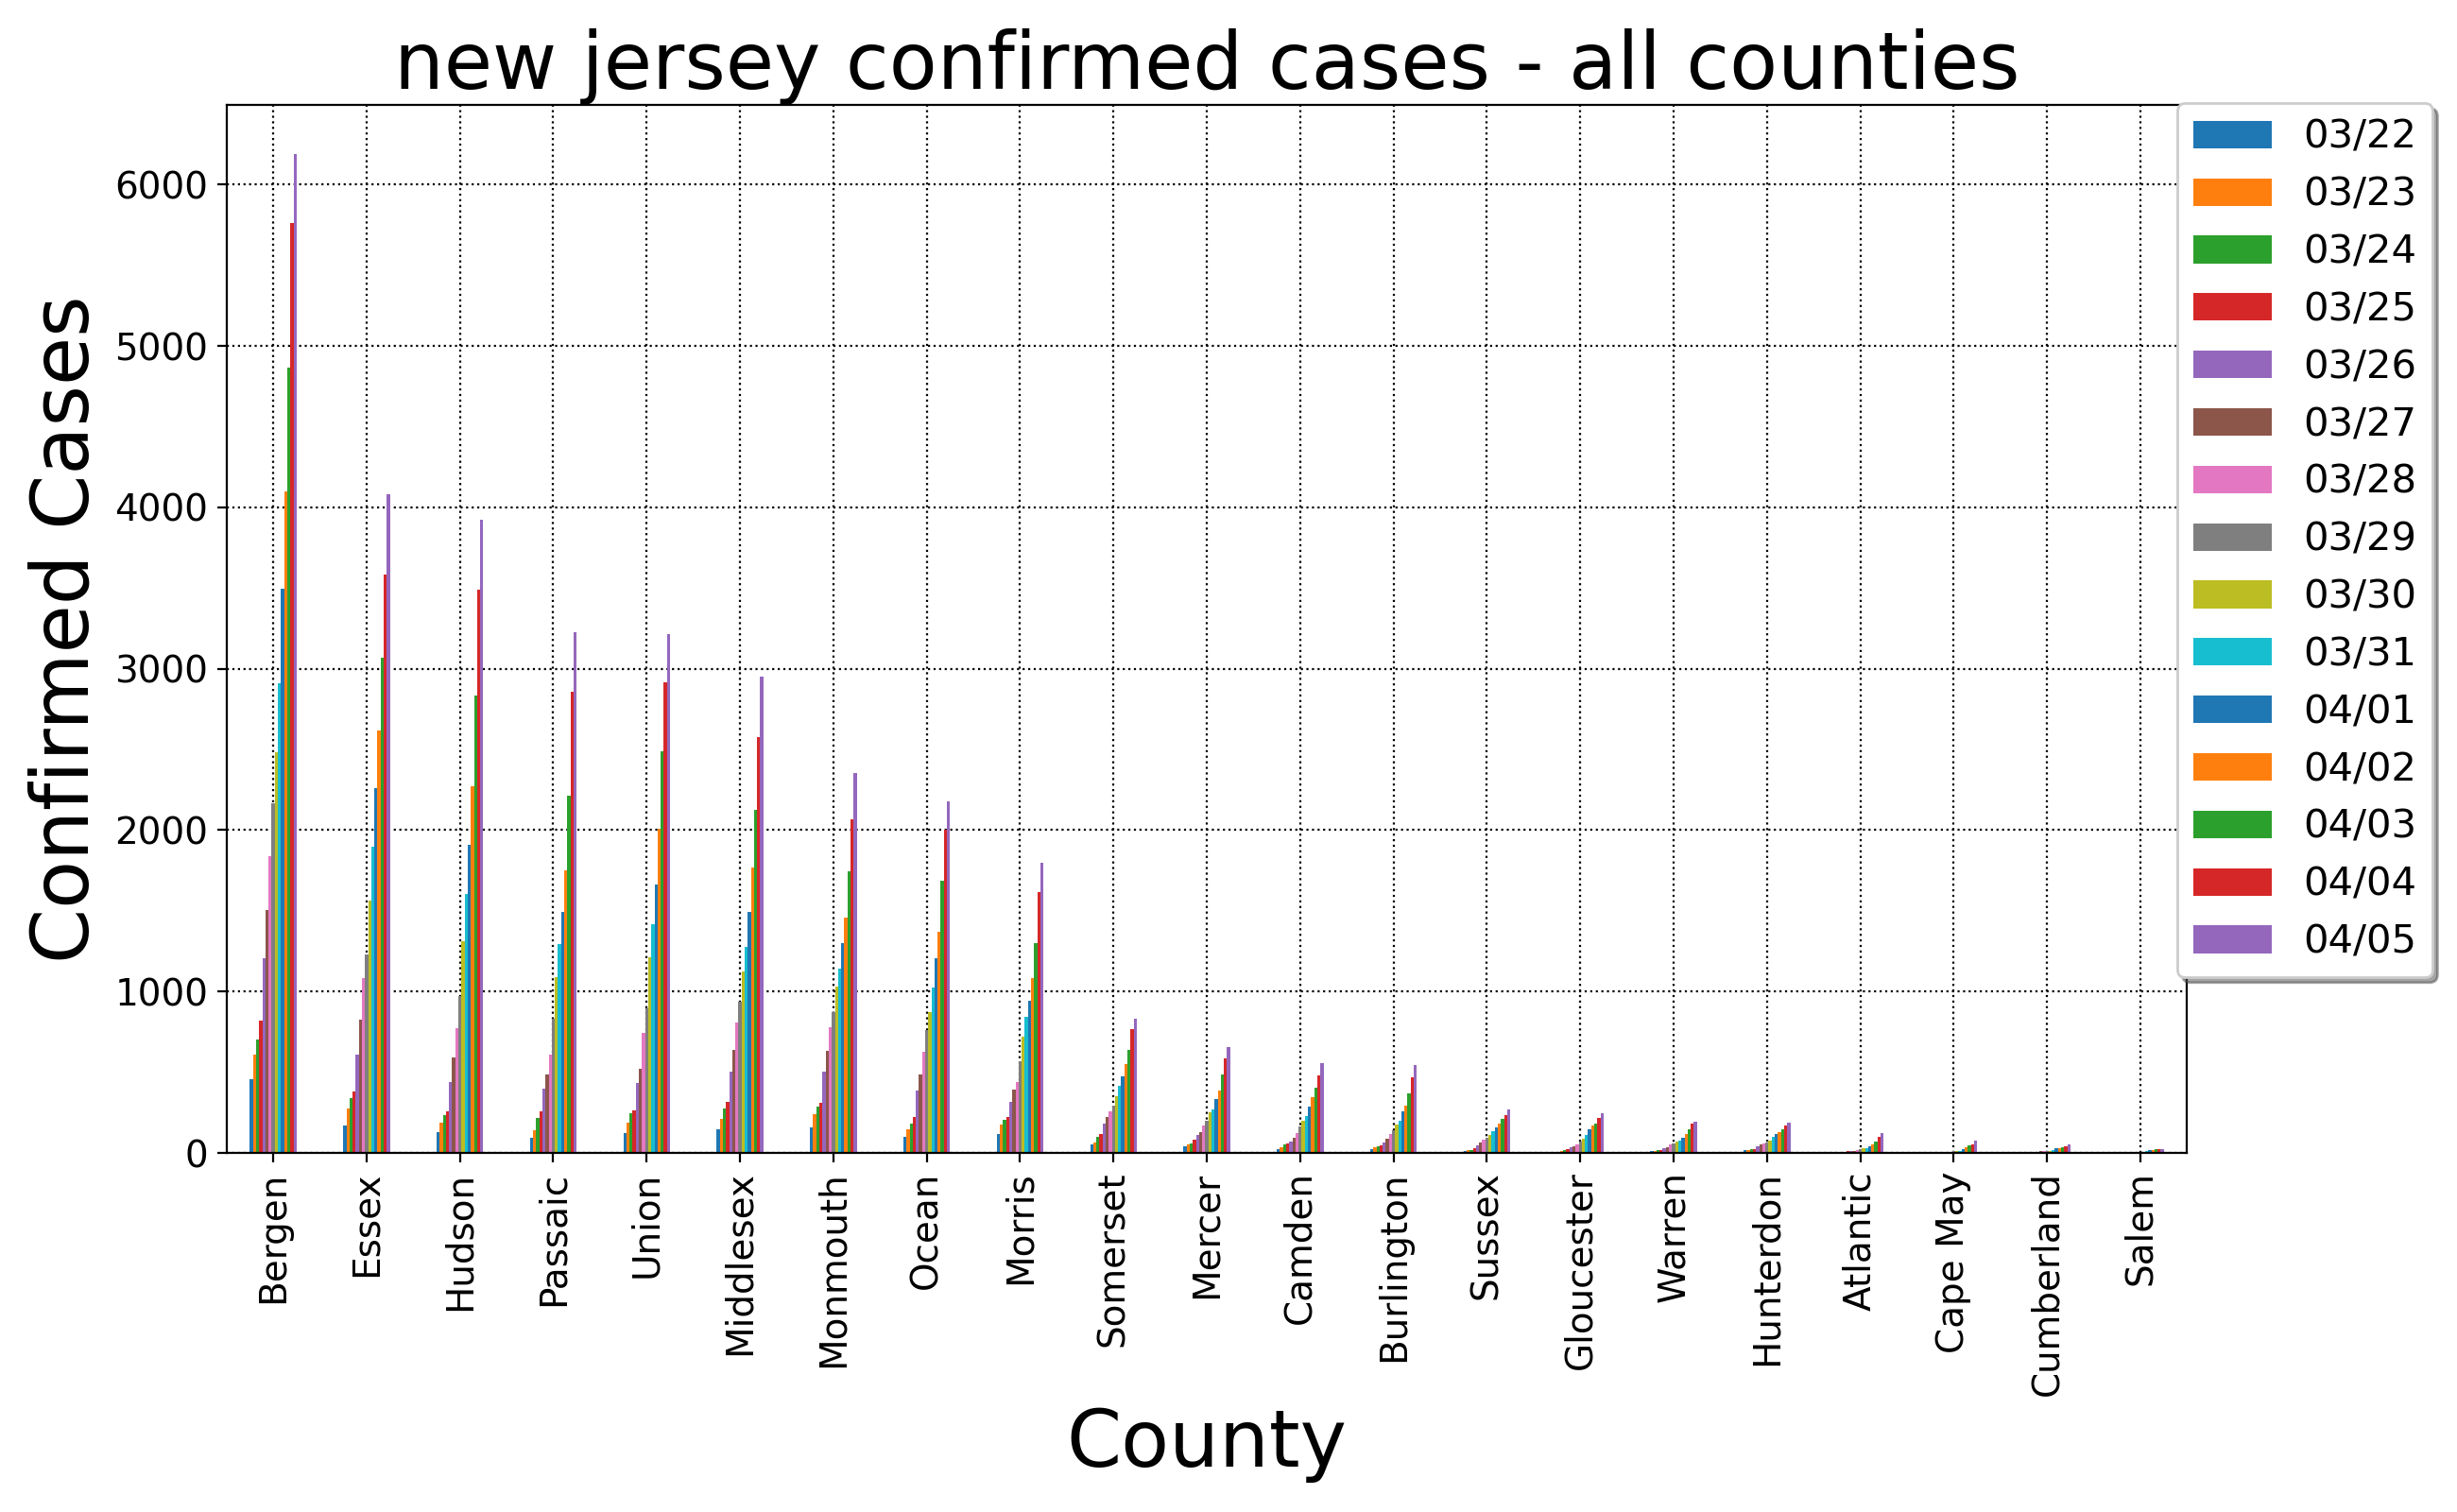 new jersey confirmed cases - all counties
Confirmed Cases
6000
5000
4000
3000
2000
1000
0
03/22
03/23
03/24
03/25
03/26
03/27
03/28
03/29
03/30
03/31
04/01
04/02
04/03
04/04
04/05
Bergen
Essex
Hudson
Passaic
Union
Middlesex
Monmouth
Ocean
Morris
Somerset
Mercer
Camden
Burlington
Sussex
Gloucester
Warren
Hunterdon
Atlantic
Cape May
Cumberland
Salem
County